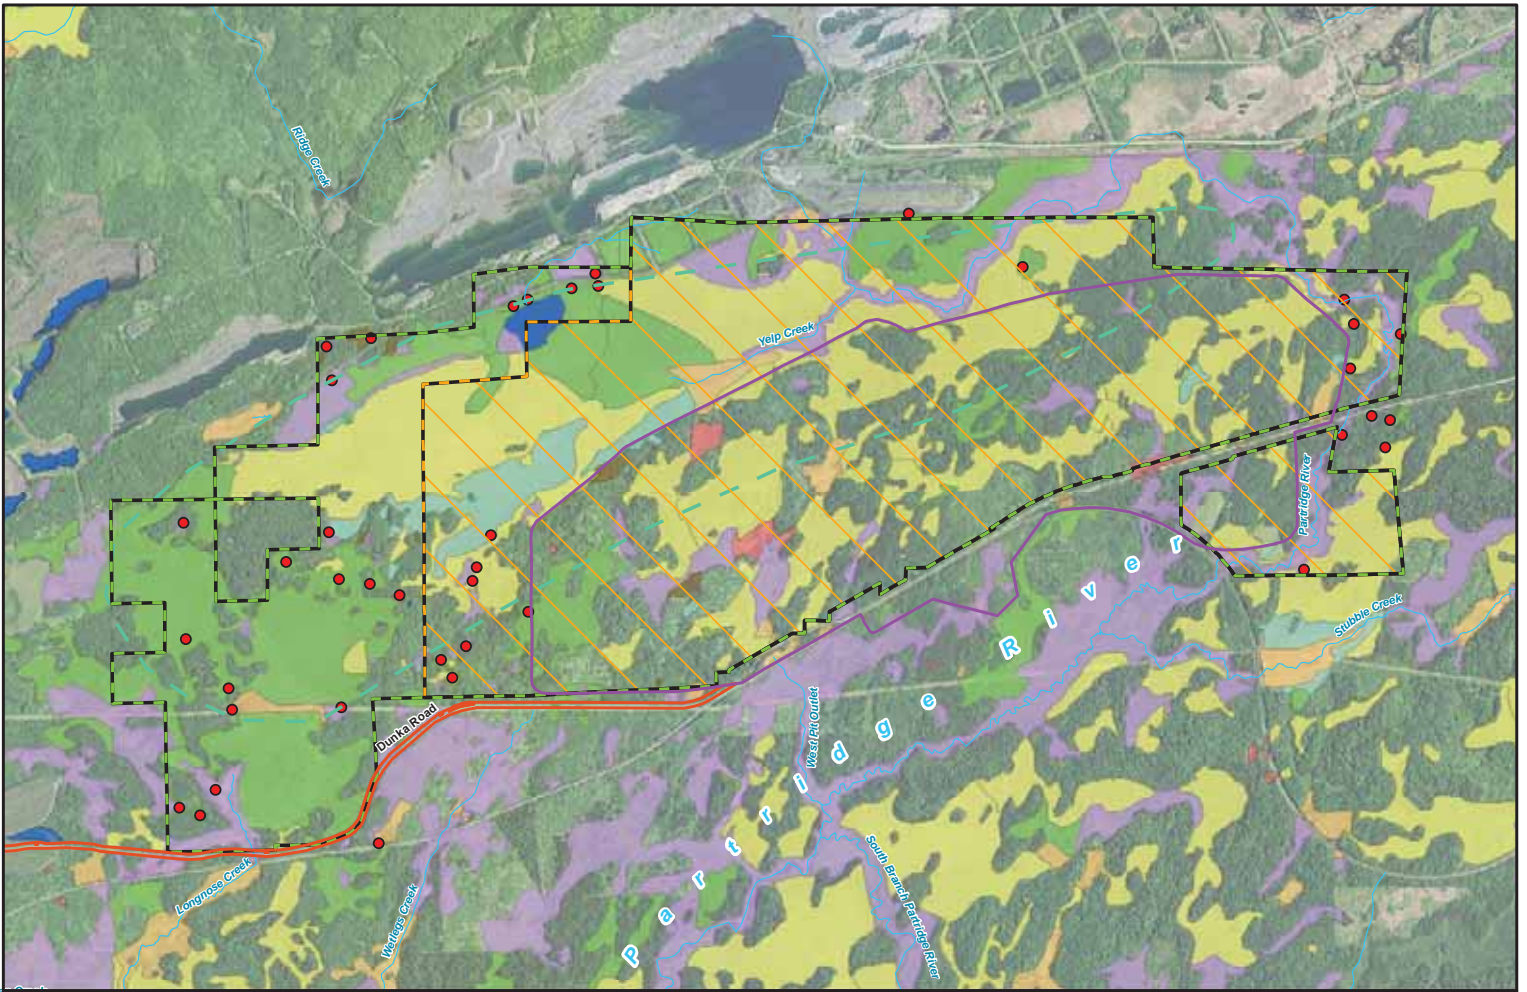 Ridge Creek
Yelp Creek
Partridge River
Stubble Creek
Partridge River
Dunka Road
West Pit Outlet
South Branch Partridge River
Longnose Creek
Wetlegs Creek